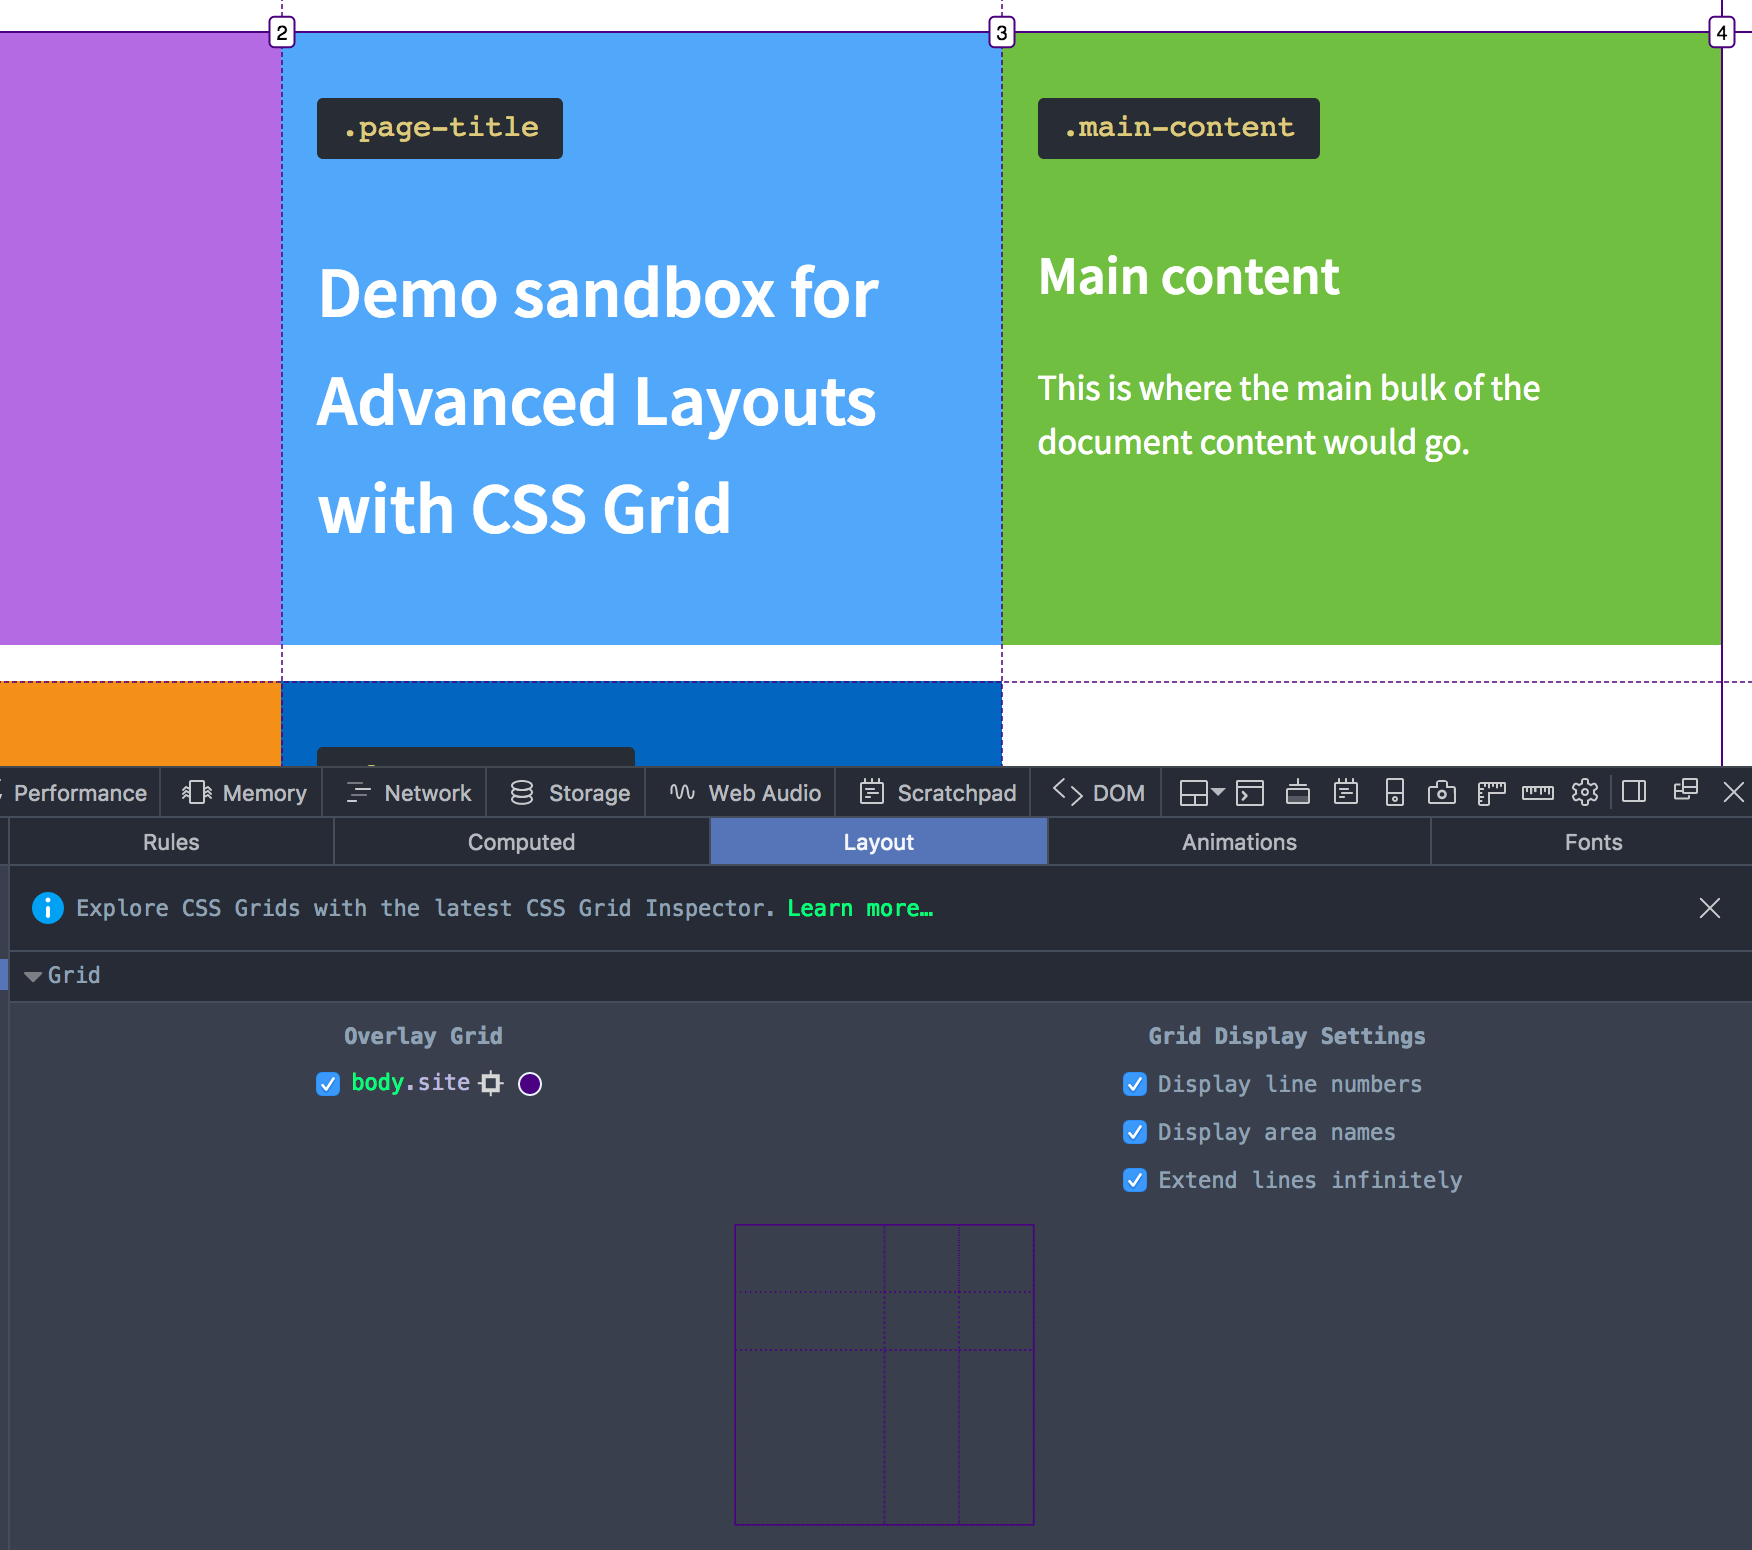 2
3
4
.page-title
.main-content
Demo sandbox for
Advanced Layouts
with CSS Grid
Main content
This is where the main bulk of the
document content would go.
Performance
Memory
Network
Storage
Web Audio
Scratchpad
DOM
Rules
Computed
Layout
Animations
Fonts
Explore CSS Grids with the latest CSS Grid Inspector. Learn more…
Grid
Overlay Grid
body.site
Grid Display Settings
Display line numbers
Display area names
Extend lines infinitely